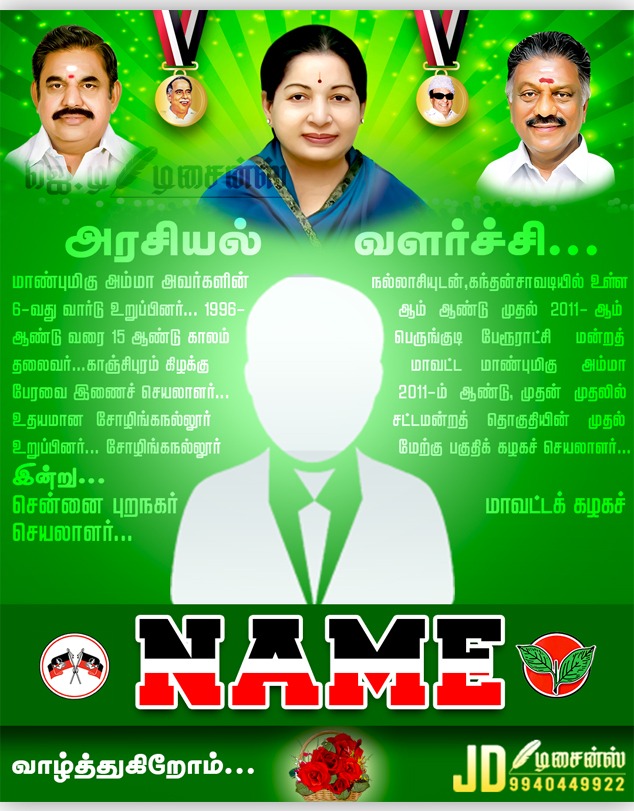 ஜெ.டி டிசைன்ஸ்
அரசியல் வளர்ச்சி...
மாண்புமிகு அம்மா அவர்களின் நல்லாசியுடன்,கந்தன்சாவடியில் உள்ள
6-வது வார்டு உறுப்பினர்... 1996- ஆம் ஆண்டு முதல் 2011- ஆம்
ஆண்டு வரை 15 ஆண்டு காலம் பெருங்குடி பேரூராட்சி மன்றத்
தலைவர்...காஞ்சிபுரம் கிழக்கு மாவட்ட மாண்புமிகு அம்மா
பேரவை இணைச் செயலாளர்... 2011-ம் ஆண்டு, முதன் முதலில்
உதயமான சோழிங்கநல்லூர் சட்டமன்றத் தொகுதியின் முதல்
உறுப்பினர்... சோழிங்கநல்லூர் மேற்கு பகுதிக் கழகச் செயலாளர்...
இன்று...
சென்னை புறநகர் மாவட்டக் கழகச்
செயலாளர்...
NAME
வாழ்த்துகிறோம்...
JD டிசைன்ஸ்
9940449922